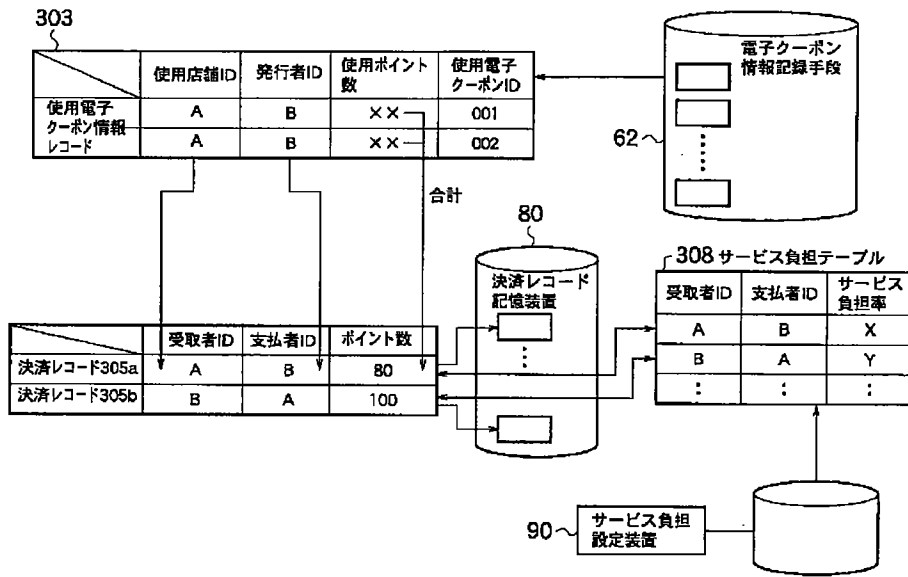 303
使用店舗ID
発行者ID
使用ポイント
数
使用電子
クーポンID
使用電子
クーポン情報
レコード
A
B
××
001
A
B
××
002
電子クーポン
情報記録手段
62
合計
80
決済レコード
記憶装置
308 サービス負担テーブル
受取者ID
支払者ID
サービス
負担率
A
B
X
B
A
Y
受取者ID
支払者ID
ポイント数
決済レコード305a
A
B
80
決済レコード305b
B
A
100
90
サービス負担
設定装置